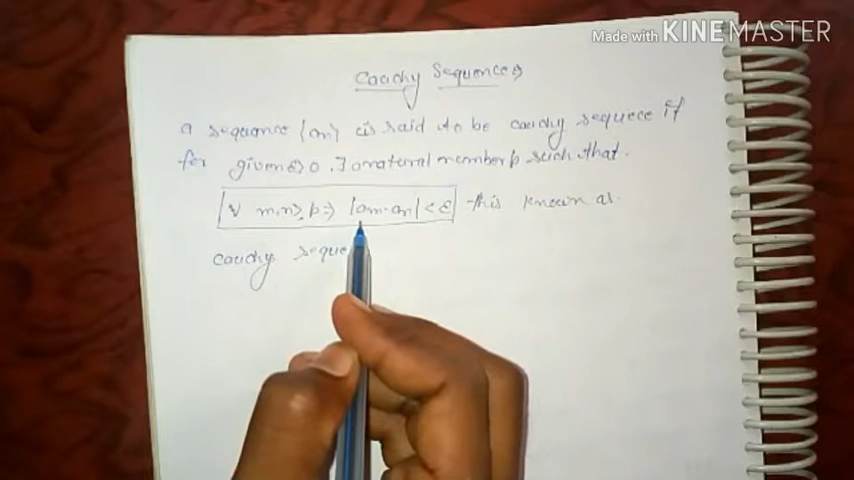 Made with KINEMASTER
Cauchy Sequences
a sequence {an} is said to be cauchy sequece if
for given ε>0 . ∃ a natural number p such that.
∀ m,n ≥ p ⇒ |am-an| < ε this known as
cauchy seque